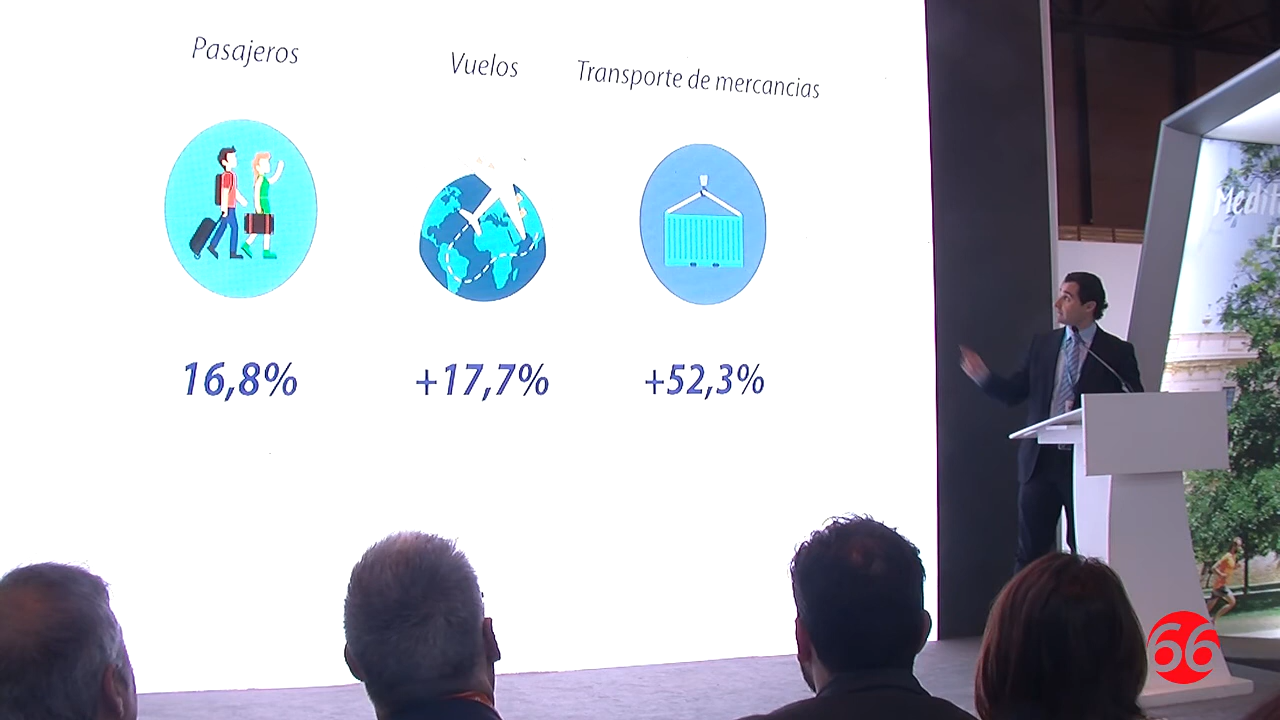 Pasajeros
Vuelos
Transporte de mercancias
16,8%
+17,7%
+52,3%
66